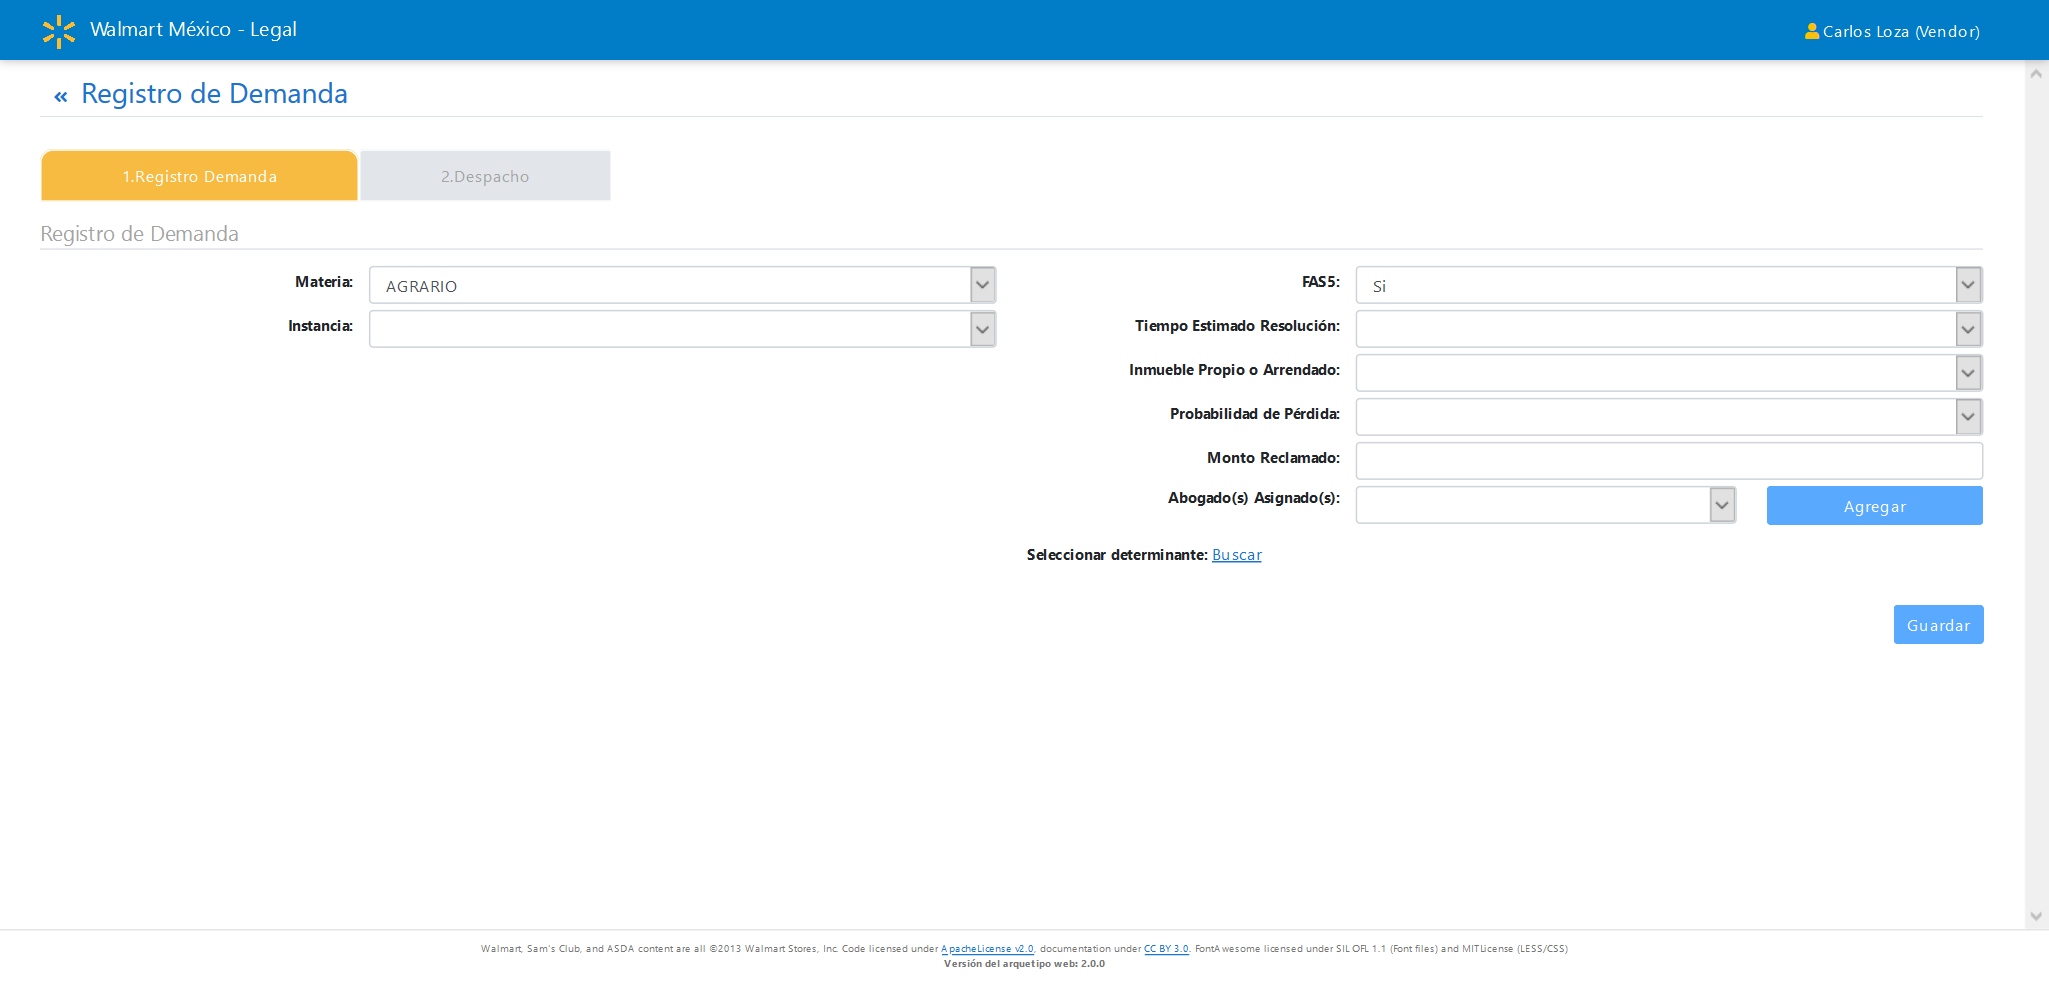 Walmart México - Legal
Carlos Loza (Vendor)
« Registro de Demanda
1.Registro Demanda
2.Despacho
Registro de Demanda
Materia:
AGRARIO
FAS5:
Si
Instancia:
Tiempo Estimado Resolución:
Inmueble Propio o Arrendado:
Probabilidad de Pérdida:
Monto Reclamado:
Abogado(s) Asignado(s):
Agregar
Seleccionar determinante: Buscar
Guardar
Walmart, Sam's Club, and ASDA content are all ©2013 Walmart Stores, Inc. Code licensed under ApacheLicense v2.0, documentation under CC BY 3.0. FontAwesome licensed under SIL OFL 1.1 (Font files) and MITLicense (LESS/CSS)
Versión del arquetipo web: 2.0.0